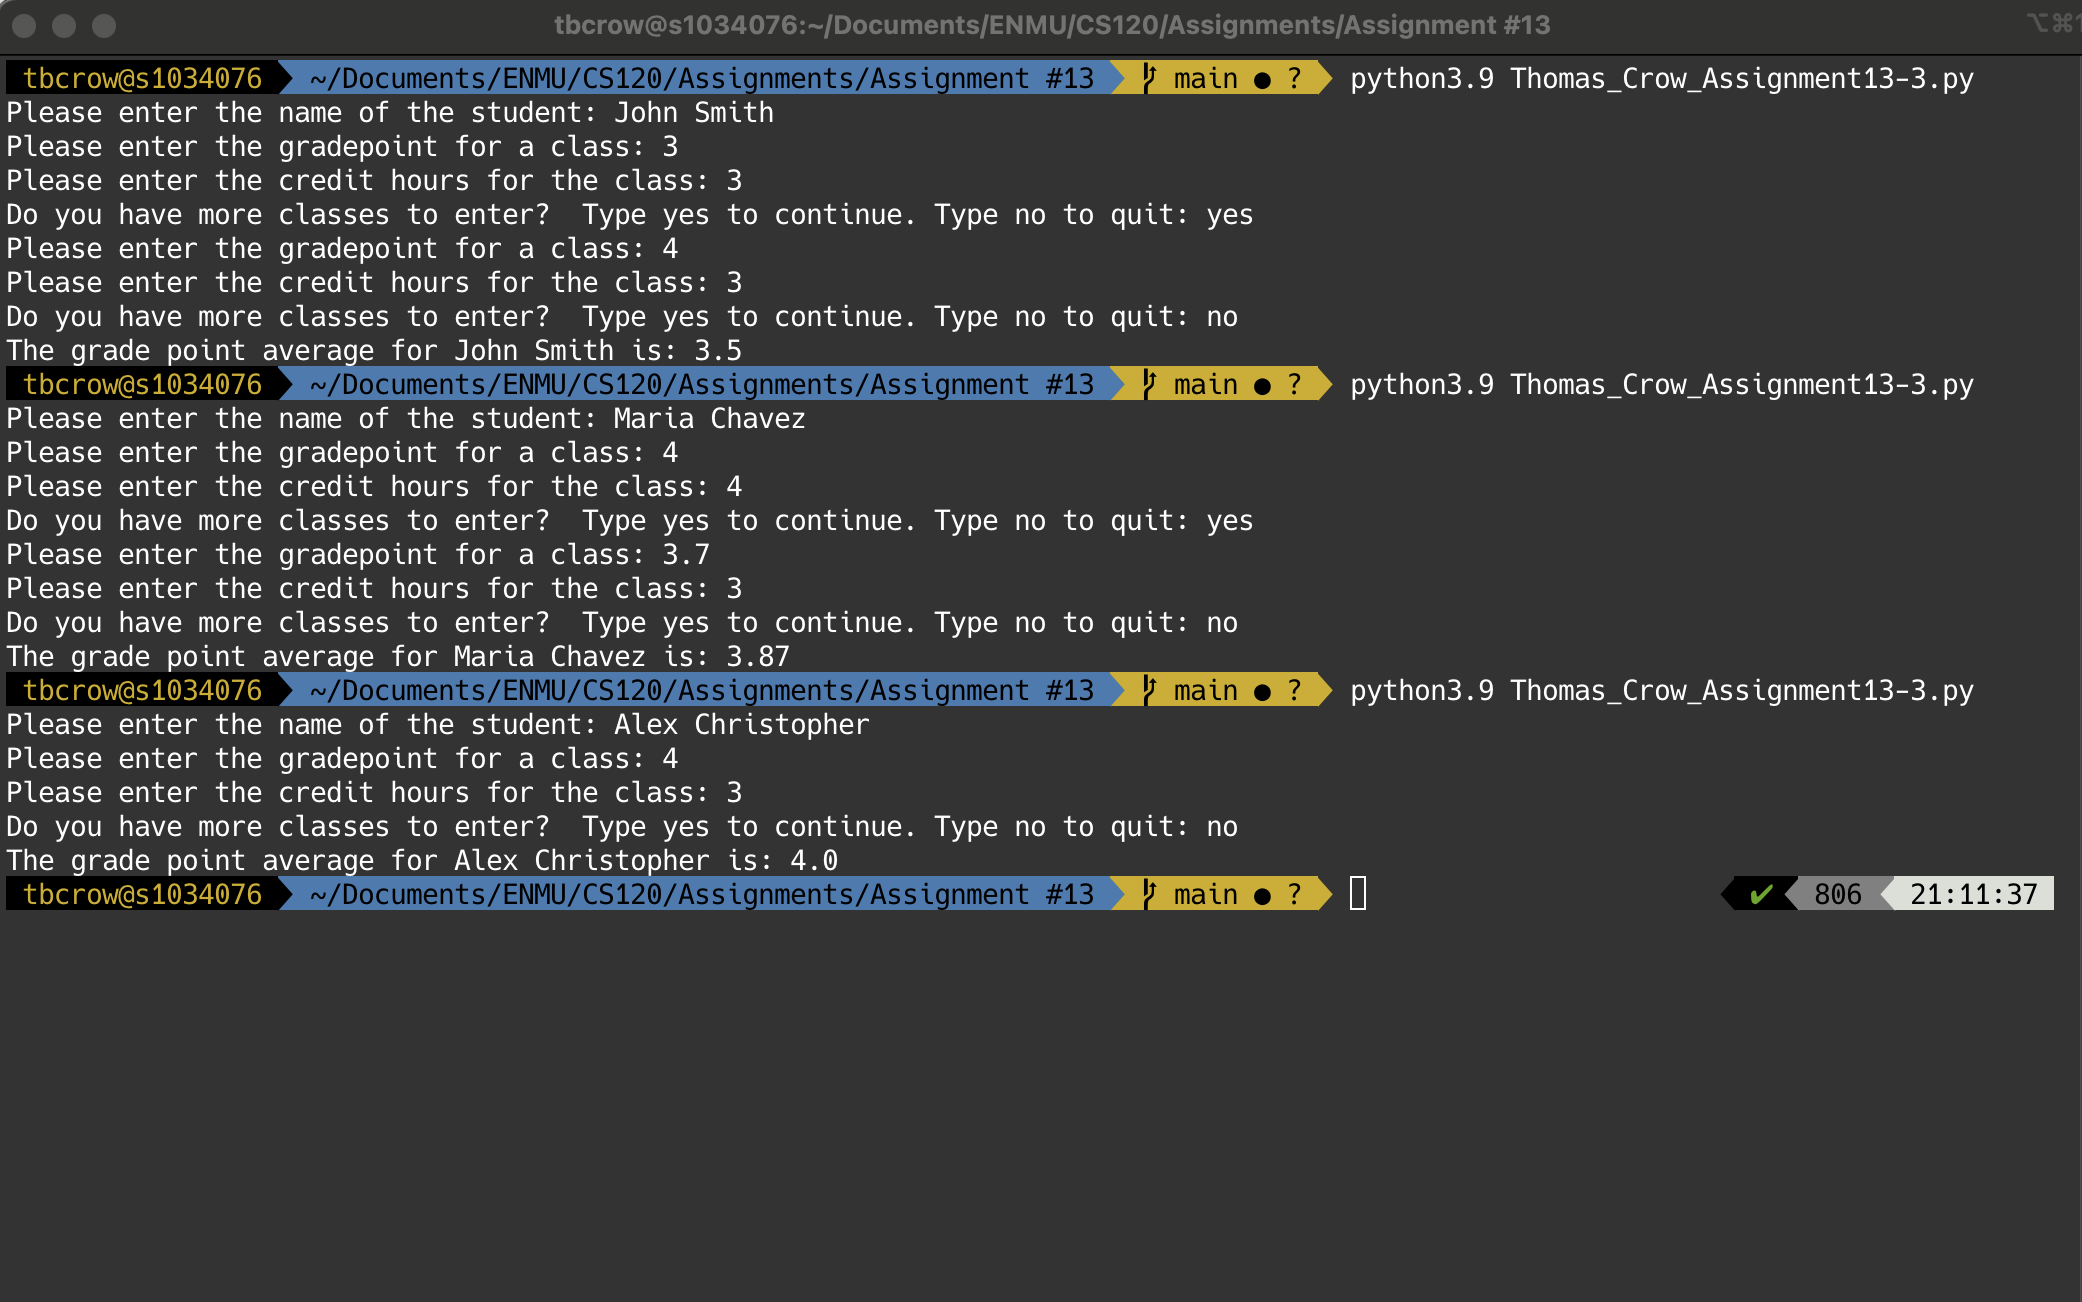 tbcrow@s1034076:~/Documents/ENMU/CS120/Assignments/Assignment #13
tbcrow@s1034076 ~/Documents/ENMU/CS120/Assignments/Assignment #13 main ● ? python3.9 Thomas_Crow_Assignment13-3.py
Please enter the name of the student: John Smith
Please enter the gradepoint for a class: 3
Please enter the credit hours for the class: 3
Do you have more classes to enter?  Type yes to continue. Type no to quit: yes
Please enter the gradepoint for a class: 4
Please enter the credit hours for the class: 3
Do you have more classes to enter?  Type yes to continue. Type no to quit: no
The grade point average for John Smith is: 3.5
tbcrow@s1034076 ~/Documents/ENMU/CS120/Assignments/Assignment #13 main ● ? python3.9 Thomas_Crow_Assignment13-3.py
Please enter the name of the student: Maria Chavez
Please enter the gradepoint for a class: 4
Please enter the credit hours for the class: 4
Do you have more classes to enter?  Type yes to continue. Type no to quit: yes
Please enter the gradepoint for a class: 3.7
Please enter the credit hours for the class: 3
Do you have more classes to enter?  Type yes to continue. Type no to quit: no
The grade point average for Maria Chavez is: 3.87
tbcrow@s1034076 ~/Documents/ENMU/CS120/Assignments/Assignment #13 main ● ? python3.9 Thomas_Crow_Assignment13-3.py
Please enter the name of the student: Alex Christopher
Please enter the gradepoint for a class: 4
Please enter the credit hours for the class: 3
Do you have more classes to enter?  Type yes to continue. Type no to quit: no
The grade point average for Alex Christopher is: 4.0
tbcrow@s1034076 ~/Documents/ENMU/CS120/Assignments/Assignment #13 main ● ? ✔ 806 21:11:37